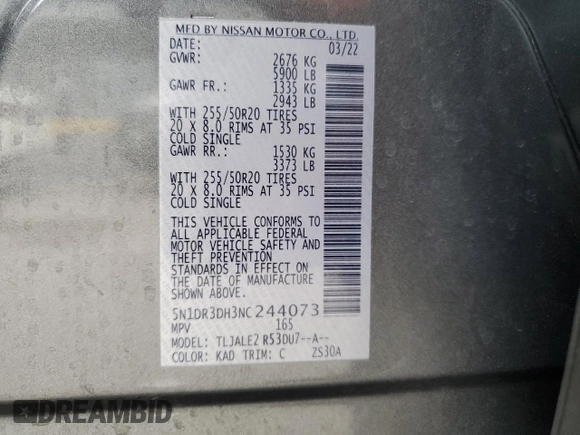 MFD BY NISSAN MOTOR CO., LTD.
DATE: 03/22
GVWR: 2676 KG
5900 LB
GAWR FR.: 1335 KG
2943 LB
WITH 255/50R20 TIRES
20 X 8.0 RIMS AT 35 PSI
COLD SINGLE
GAWR RR.: 1530 KG
3373 LB
WITH 255/50R20 TIRES
20 X 8.0 RIMS AT 35 PSI
COLD SINGLE
THIS VEHICLE CONFORMS TO
ALL APPLICABLE FEDERAL
MOTOR VEHICLE SAFETY AND
THEFT PREVENTION
STANDARDS IN EFFECT ON
THE DATE OF MANUFACTURE
SHOWN ABOVE.
5N1DR3DH3NC244073
MPV 165
MODEL: TLJALE2 R53DU7--A--
COLOR: KAD TRIM: C ZS30A
DREAMBID